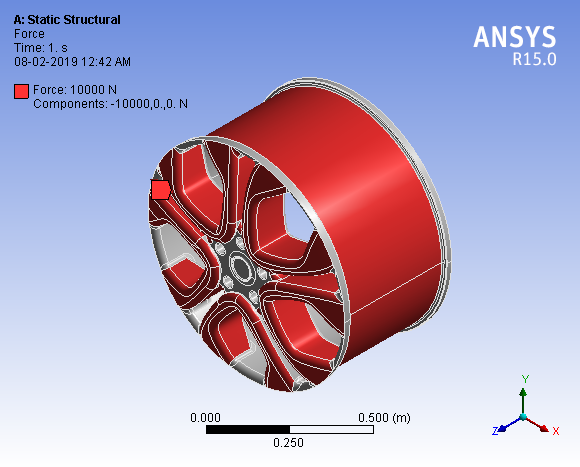 A: Static Structural
Force
Time: 1. s
08-02-2019 12:42 AM
Force: 10000 N
Components: -10000,0.,0. N
ANSYS
R15.0
0.000 0.500 (m)
0.250
Y
Z X